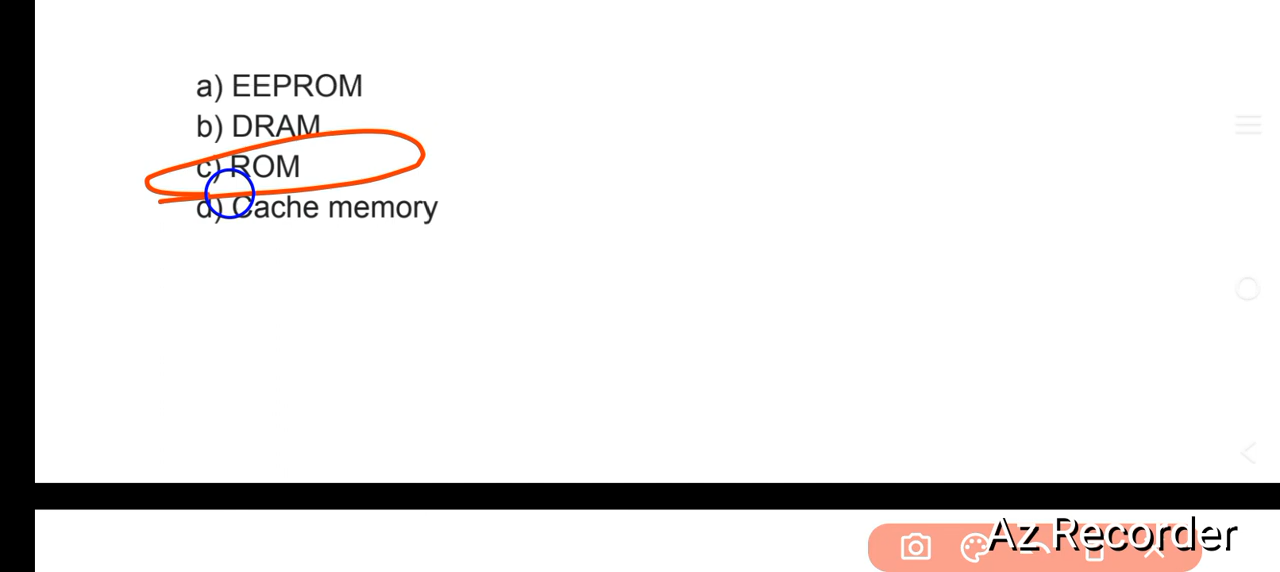 a) EEPROM
b) DRAM
c) ROM
d) Cache memory
Az Recorder